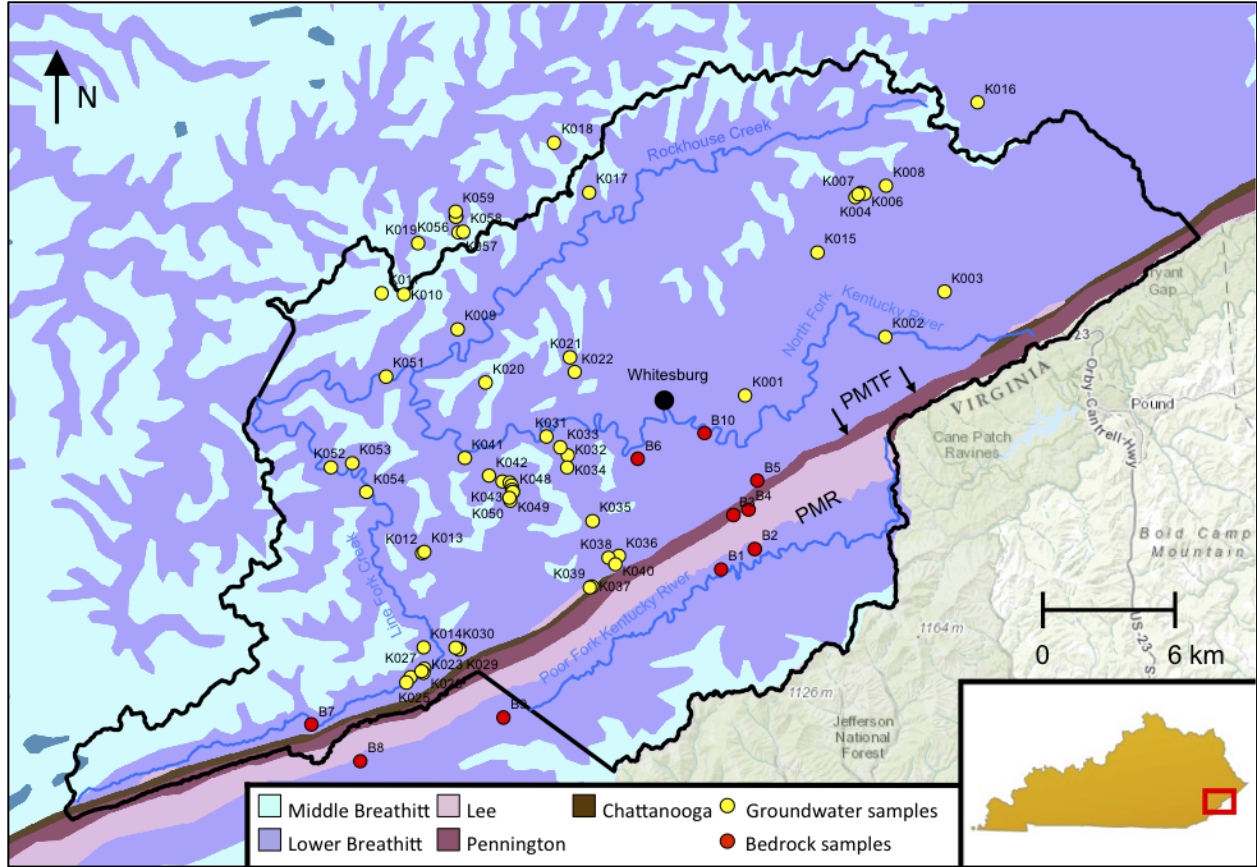 N
K016
K018
Rockhouse Creek
K017
K007
K008
K004
K006
K059
K058
K019
K056
K057
K015
K010
K003
ryant
Gap
North Fork
Kentucky River
K009
K002
K021
K022
K051
K020
Whitesburg
K001
PMTF
VIRGINIA
23
Orby Cantrell Hwy
Pound
Cane Patch
Ravines
K031
K033
K032
K034
B10
B6
K041
K042
K048
K043
K049
K050
K052
K053
K054
B5
B4
B3
PMR
B2
B1
Bold Camp
Mountain
K035
K012
K013
K038
K036
K040
K039
K037
Line Fork Creek
Poor Fork Kentucky River
1164 m
US-23 S
0
6 km
K014
K030
K027
K023
K029
K025
B7
B8
1126 m
Jefferson
National
Forest
Middle Breathitt
Lee
Chattanooga
Groundwater samples
Lower Breathitt
Pennington
Bedrock samples